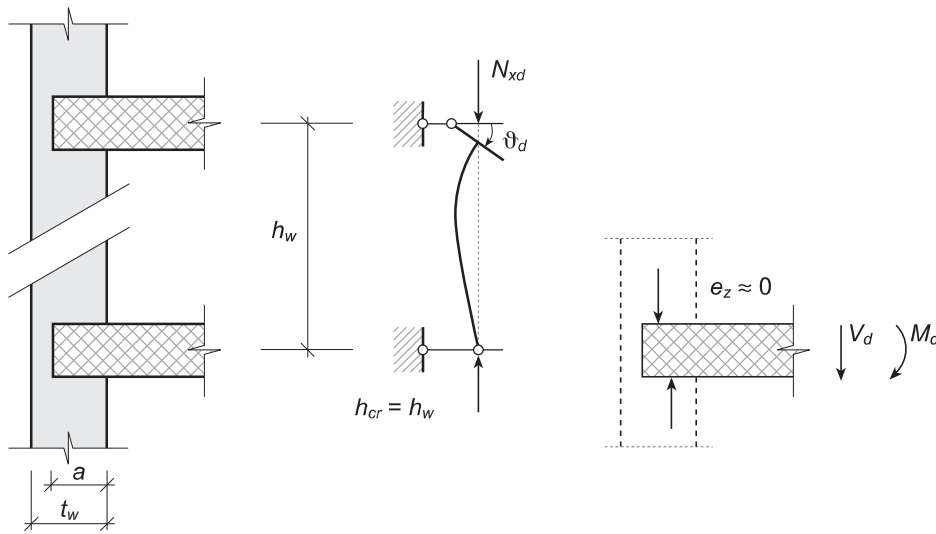 N_xd
ϑ_d
h_w
e_z ≈ 0
V_d
M_d
h_cr = h_w
a
t_w